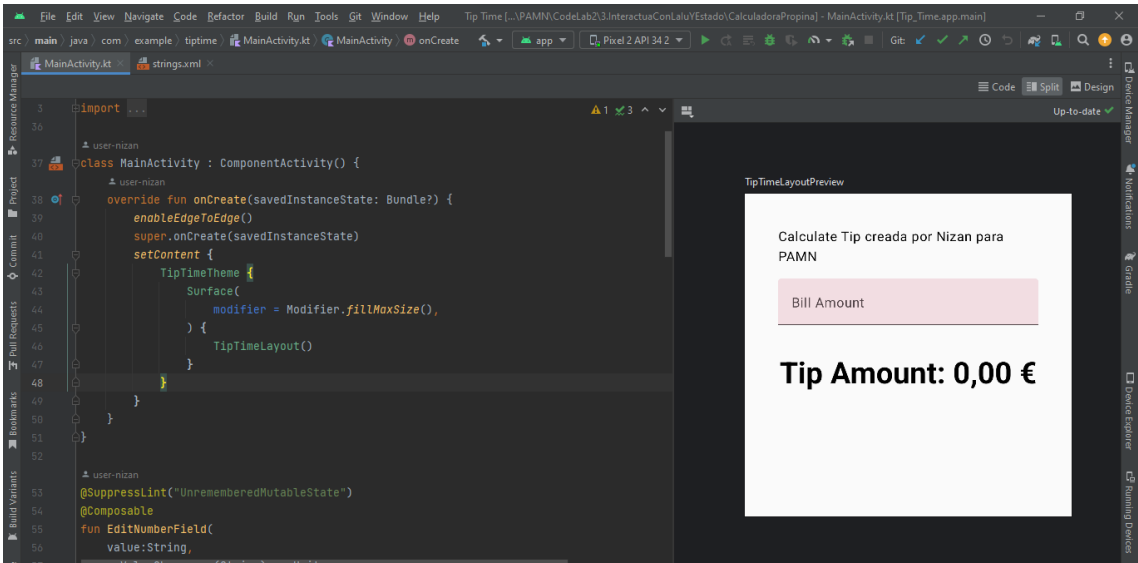 File Edit View Navigate Code Refactor Build Run Tools Git Window Help Tip Time [...\PAMN\CodeLab2\3.InteractuaConLaIuYEstado\CalculadoraPropina] - MainActivity.kt [Tip_Time.app.main]
src main java com example tiptime MainActivity.kt MainActivity onCreate app Pixel 2 API 34 2 Git:
MainActivity.kt strings.xml
Code Split Design
3 import ... 1 3
Up-to-date
36
user-nizan
37 class MainActivity : ComponentActivity() {
user-nizan
38 override fun onCreate(savedInstanceState: Bundle?) {
39 enableEdgeToEdge()
40 super.onCreate(savedInstanceState)
41 setContent {
42 TipTimeTheme {
43 Surface(
44 modifier = Modifier.fillMaxSize(),
45 ) {
46 TipTimeLayout()
47 }
48 }
49 }
50 }
51 }
52
user-nizan
53 @SuppressLint("UnrememberedMutableState")
54 @Composable
55 fun EditNumberField(
56 value:String,
TipTimeLayoutPreview
Calculate Tip creada por Nizan para
PAMN
Bill Amount
Tip Amount: 0,00 €
Resource Manager
Project
Commit
Pull Requests
Bookmarks
Build Variants
Device Manager
Notifications
Gradle
Device Explorer
Running Devices